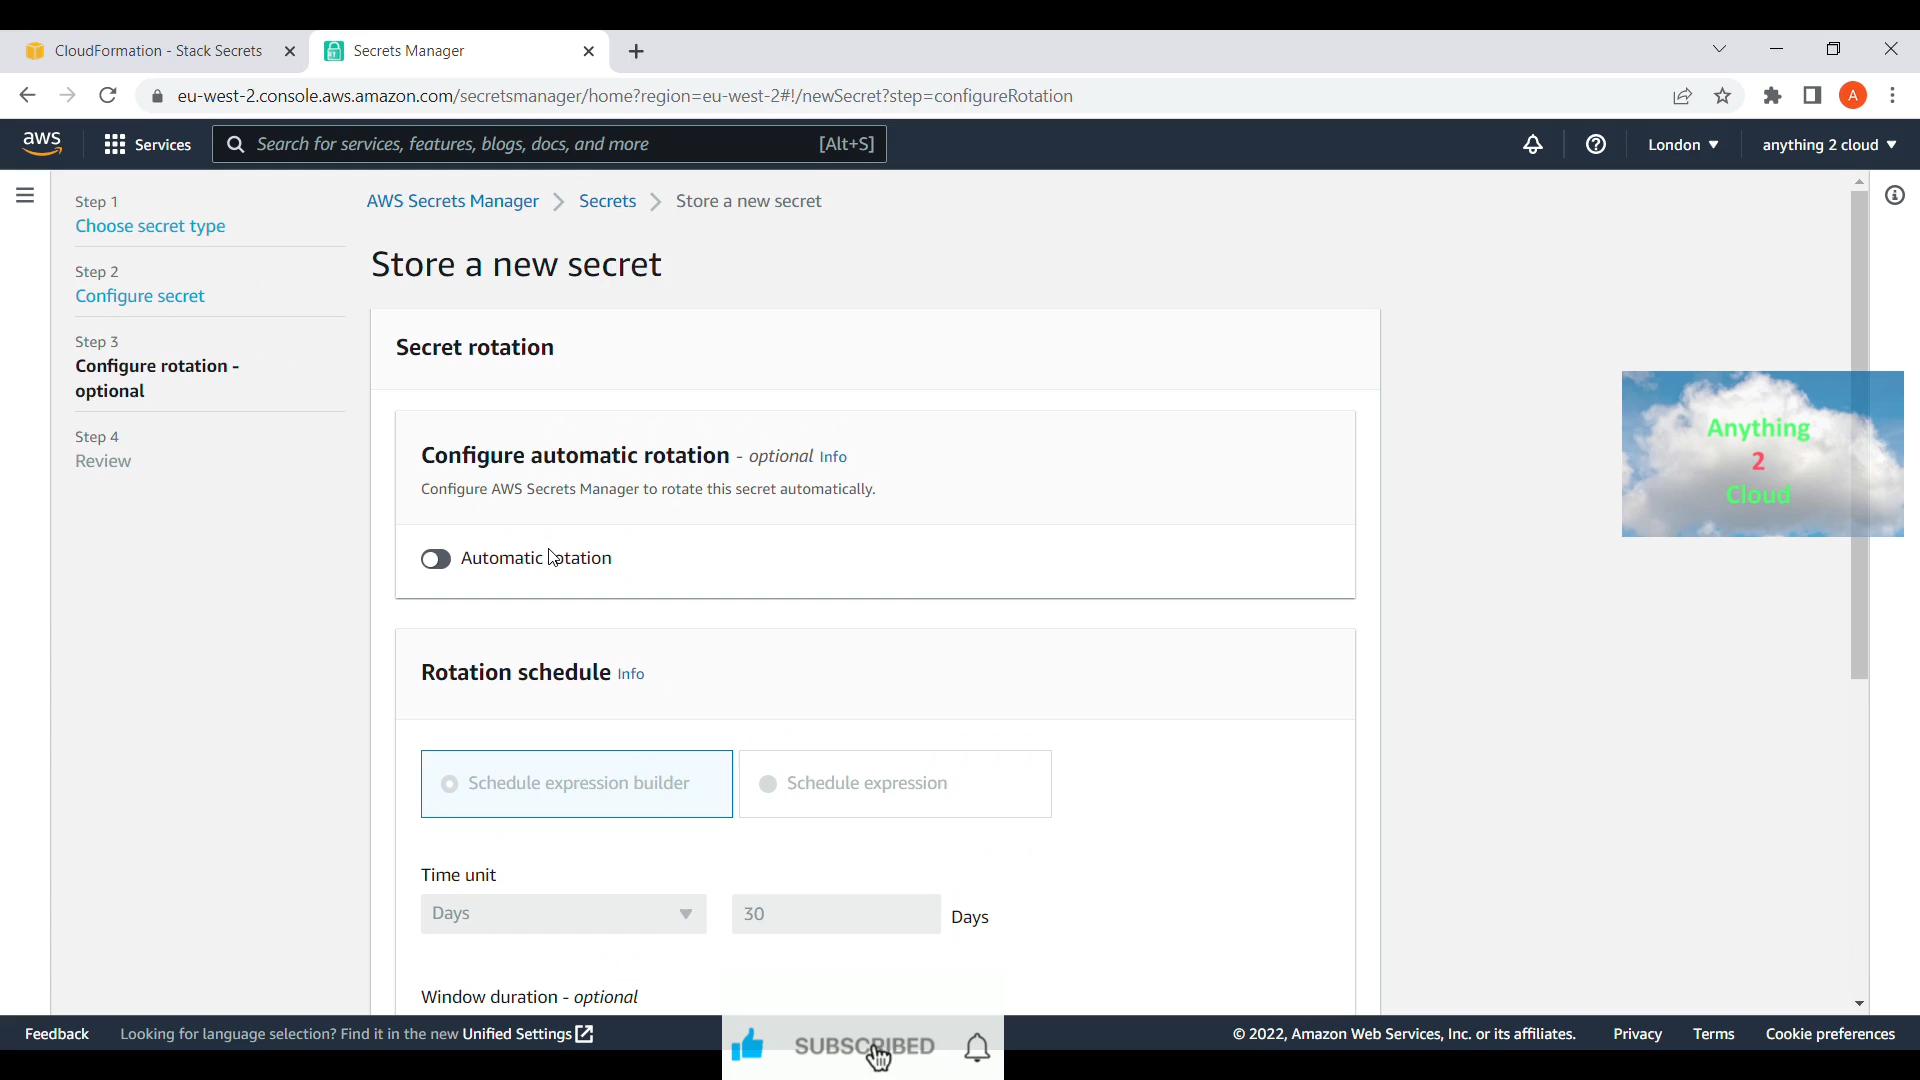 CloudFormation - Stack Secrets
Secrets Manager
eu-west-2.console.aws.amazon.com/secretsmanager/home?region=eu-west-2#!/newSecret?step=configureRotation
A
aws
Services
Search for services, features, blogs, docs, and more
[Alt+S]
London
anything 2 cloud
Step 1
Choose secret type
Step 2
Configure secret
Step 3
Configure rotation -
optional
Step 4
Review
AWS Secrets Manager
Secrets
Store a new secret
Store a new secret
Secret rotation
Configure automatic rotation - optional Info
Configure AWS Secrets Manager to rotate this secret automatically.
Automatic rotation
Rotation schedule Info
Schedule expression builder
Schedule expression
Time unit
Days
30
Days
Window duration - optional
Anything
2
Cloud
Feedback
Looking for language selection? Find it in the new Unified Settings
SUBSCRIBED
© 2022, Amazon Web Services, Inc. or its affiliates.
Privacy
Terms
Cookie preferences